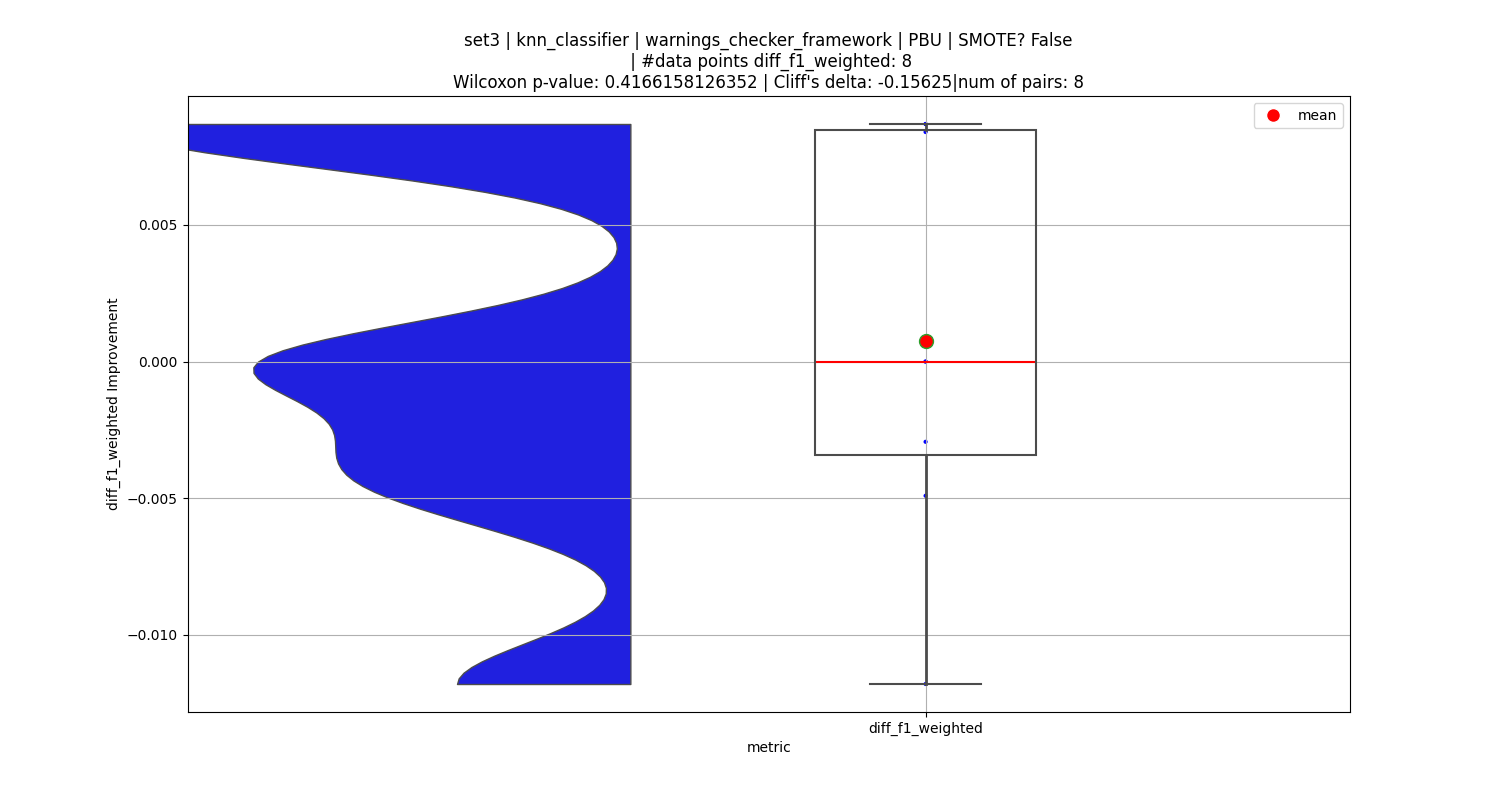 set3 | knn_classifier | warnings_checker_framework | PBU | SMOTE? False
| #data points diff_f1_weighted: 8
Wilcoxon p-value: 0.4166158126352 | Cliff's delta: -0.15625|num of pairs: 8
mean
0.005
0.000
−0.005
−0.010
diff_f1_weighted Improvement
diff_f1_weighted
metric